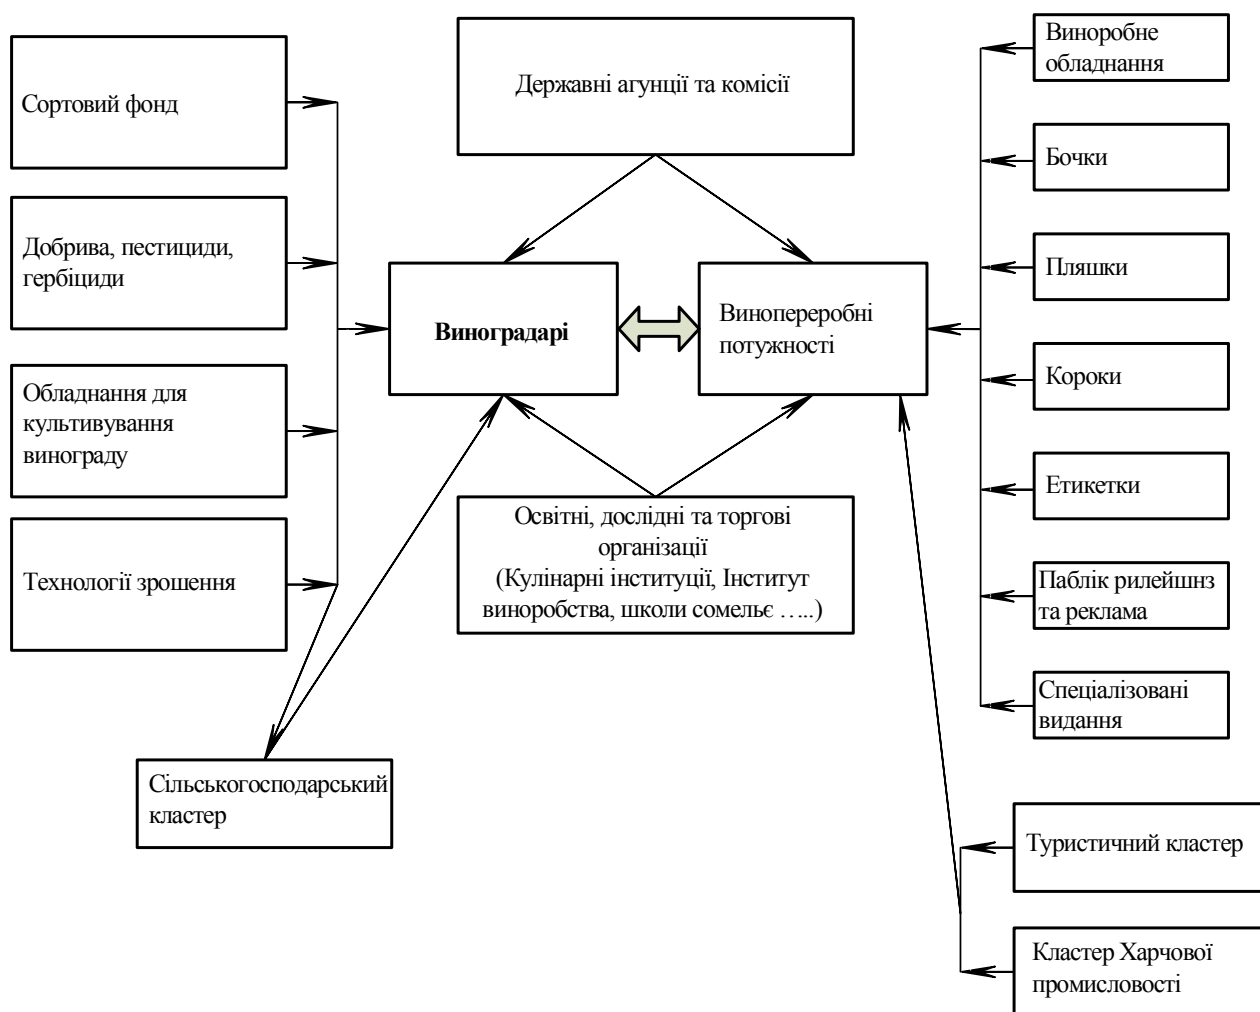 Сортовий фонд
Добрива, пестициди,
гербіциди
Обладнання для
культивування
винограду
Технології зрошення
Сільськогосподарський
кластер
Державні агунції та комісії
Виноградарі
Винопереробні
потужності
Освітні, дослідні та торгові
організації
(Кулінарні інституції, Інститут
виноробства, школи сомельє …..)
Виноробне
обладнання
Бочки
Пляшки
Короки
Етикетки
Паблік рилейшнз
та реклама
Спеціалізовані
видання
Туристичний кластер
Кластер Харчової
промисловості